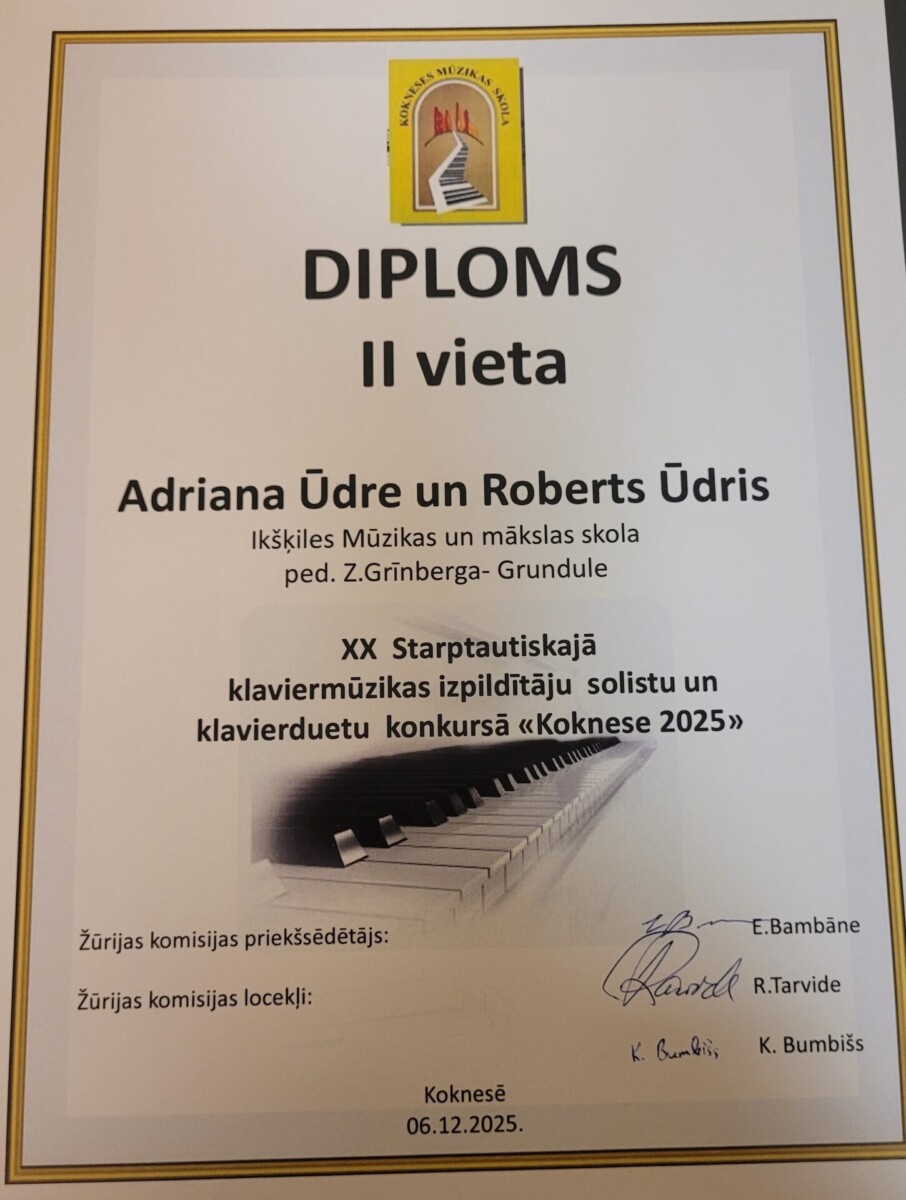 KOKNESES MŪZIKAS SKOLA
DIPLOMS
II vieta
Adriana Ūdre un Roberts Ūdris
Ikšķiles Mūzikas un mākslas skola
ped. Z.Grīnberga- Grundule
XX Starptautiskajā
klaviermūzikas izpildītāju solistu un
klavierduetu konkursā «Koknese 2025»
Žūrijas komisijas priekšsēdētājs: E.Bambāne
Žūrijas komisijas locekļi: R.Tarvide
K. Bumbišs K. Bumbišs
Koknesē
06.12.2025.